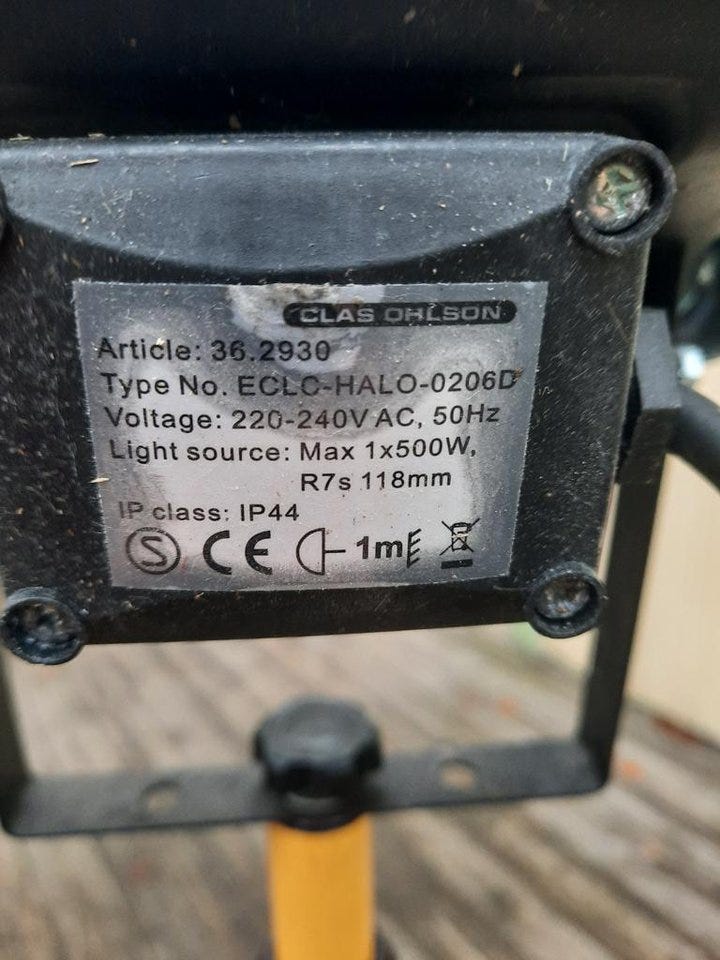 CLAS OHLSON
Article: 36.2930
Type No. ECLC-HALO-0206D
Voltage: 220-240V AC, 50Hz
Light source: Max 1x500W,
R7s 118mm
IP class: IP44
S CE 1m